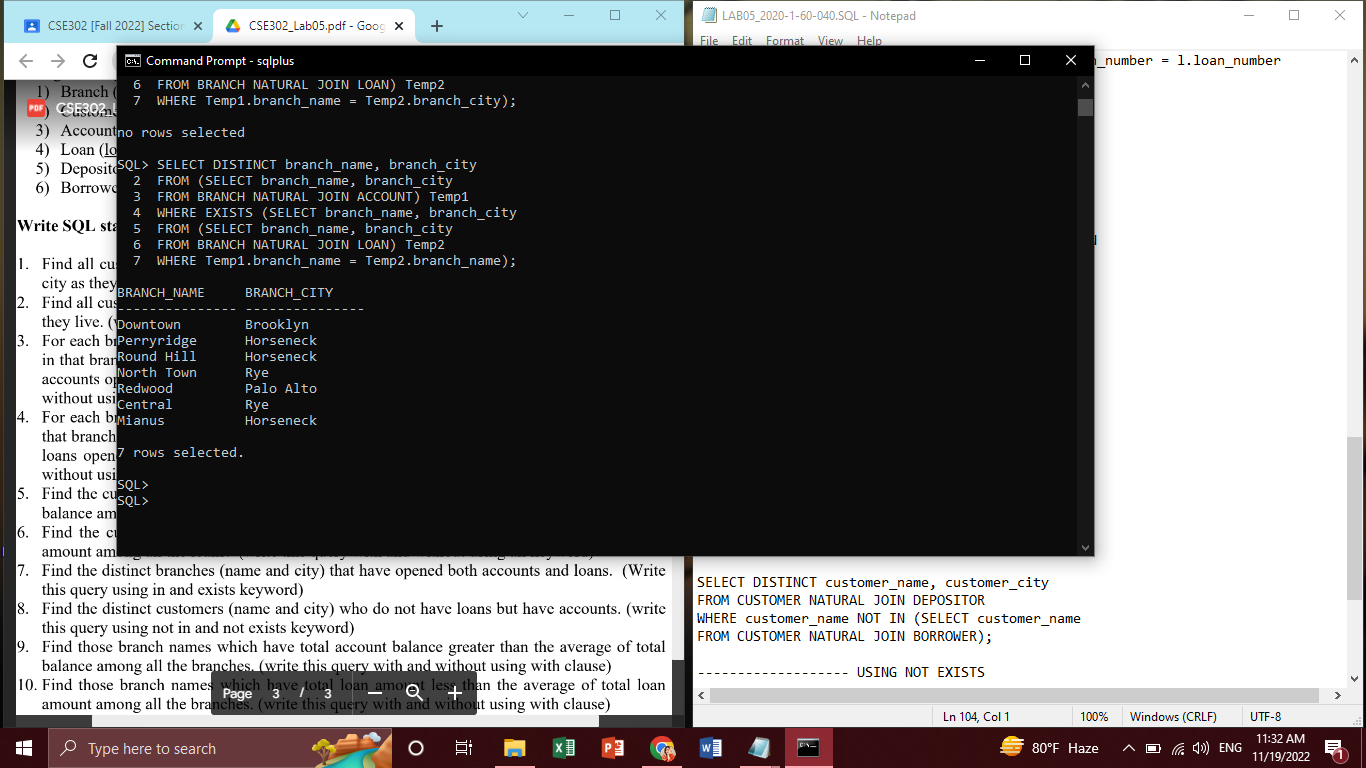 CSE302 [Fall 2022] Section
CSE302_Lab05.pdf - Goog
LAB05_2020-1-60-040.SQL - Notepad
File Edit Format View Help
n_number = l.loan_number
Command Prompt - sqlplus
6 FROM BRANCH NATURAL JOIN LOAN) Temp2
7 WHERE Temp1.branch_name = Temp2.branch_city);
no rows selected
SQL> SELECT DISTINCT branch_name, branch_city
2 FROM (SELECT branch_name, branch_city
3 FROM BRANCH NATURAL JOIN ACCOUNT) Temp1
4 WHERE EXISTS (SELECT branch_name, branch_city
5 FROM (SELECT branch_name, branch_city
6 FROM BRANCH NATURAL JOIN LOAN) Temp2
7 WHERE Temp1.branch_name = Temp2.branch_name);
BRANCH_NAME BRANCH_CITY
--------------- ---------------
Downtown Brooklyn
Perryridge Horseneck
Round Hill Horseneck
North Town Rye
Redwood Palo Alto
Central Rye
Mianus Horseneck
7 rows selected.
SQL>
SQL>
PDF CSE302_L
1) Branch (
2) Custome
3) Account
4) Loan (lo
5) Deposito
6) Borrowe
Write SQL sta
1. Find all cus
city as they
2. Find all cus
they live. (
3. For each br
in that bran
accounts op
without usi
4. For each br
that branch
loans open
without usi
5. Find the cu
balance am
6. Find the cu
amount am
7. Find the distinct branches (name and city) that have opened both accounts and loans. (Write
this query using in and exists keyword)
8. Find the distinct customers (name and city) who do not have loans but have accounts. (write
this query using not in and not exists keyword)
9. Find those branch names which have total account balance greater than the average of total
balance among all the branches. (write this query with and without using with clause)
10. Find those branch names which have total loan amount less than the average of total loan
amount among all the branches. (write this query with and without using with clause)
Page 3 / 3
SELECT DISTINCT customer_name, customer_city
FROM CUSTOMER NATURAL JOIN DEPOSITOR
WHERE customer_name NOT IN (SELECT customer_name
FROM CUSTOMER NATURAL JOIN BORROWER);
------------------- USING NOT EXISTS
Ln 104, Col 1 100% Windows (CRLF) UTF-8
Type here to search
80°F Haze
ENG
11:32 AM
11/19/2022
1